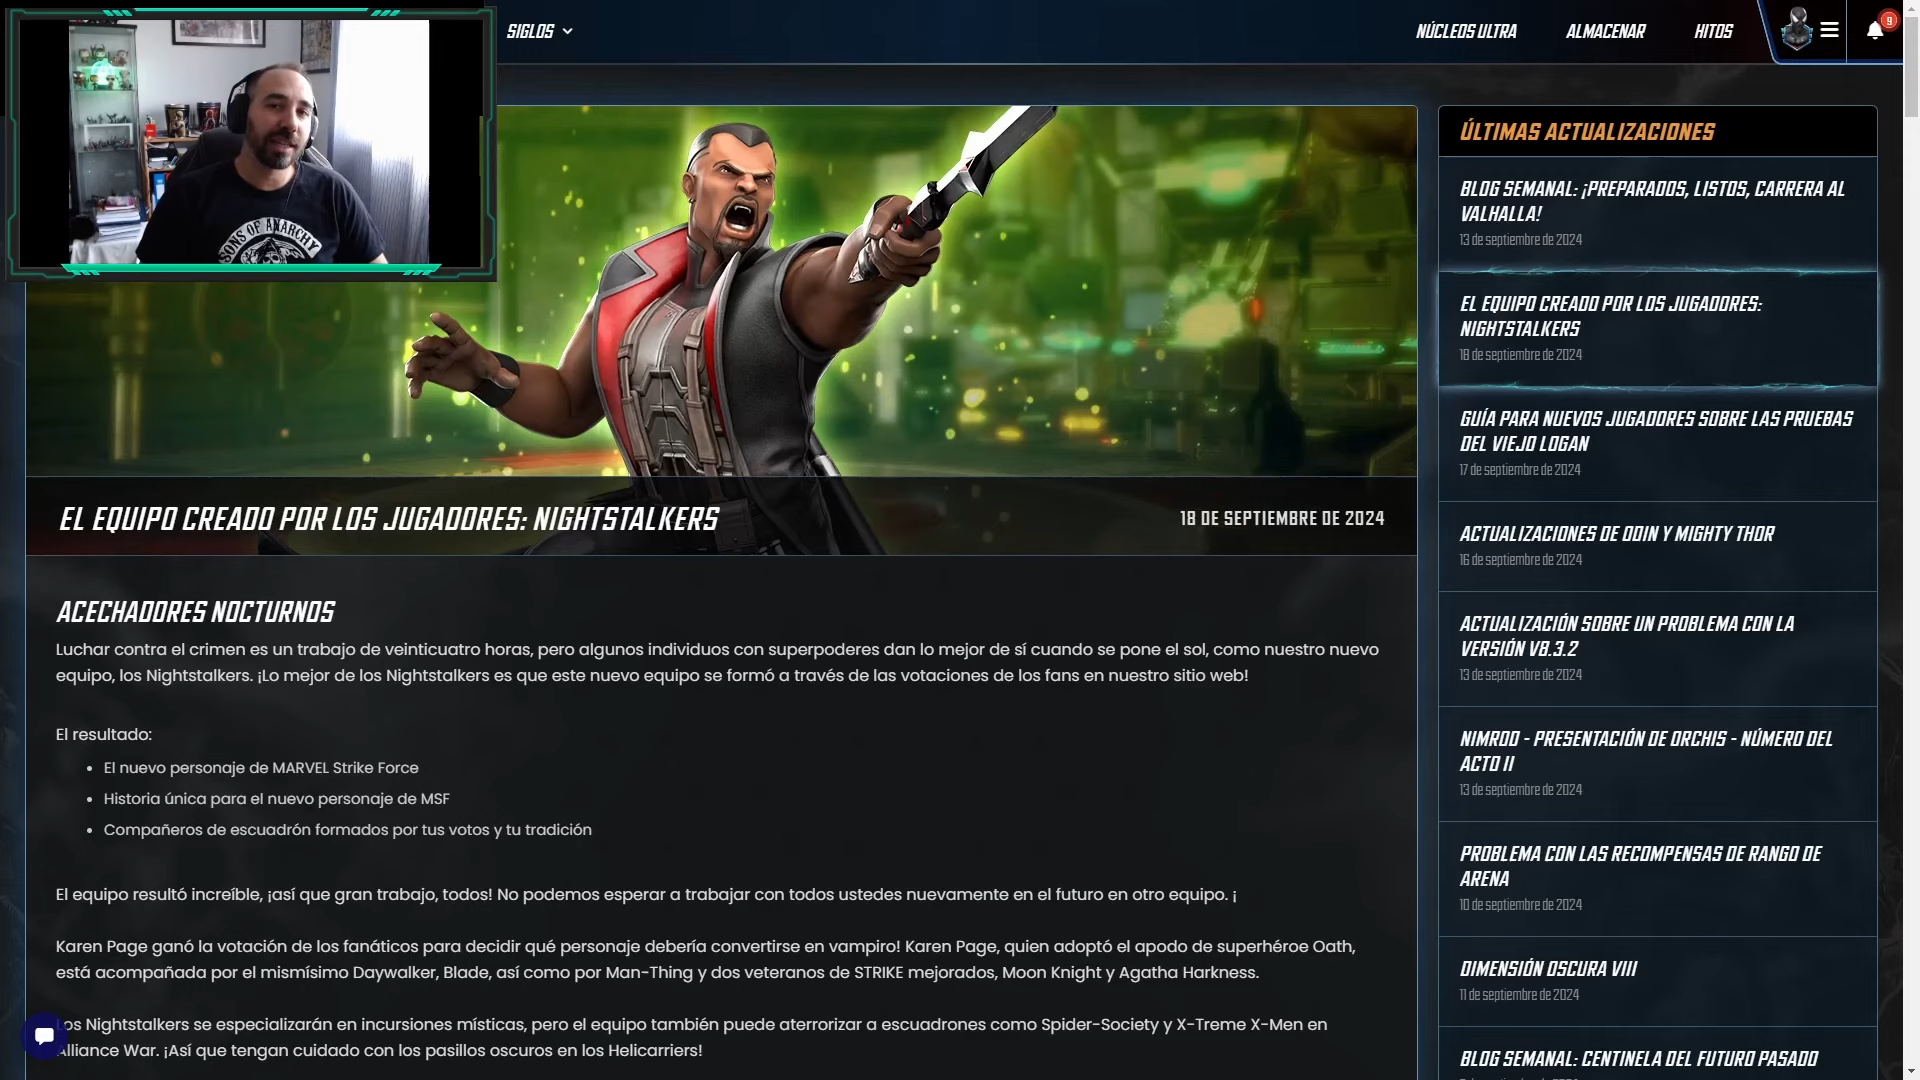 SIGLOS
NÚCLEOS ULTRA
ALMACENAR
HITOS
9
SONS OF ANARCHY
EL EQUIPO CREADO POR LOS JUGADORES: NIGHTSTALKERS
18 DE SEPTIEMBRE DE 2024
ACECHADORES NOCTURNOS
Luchar contra el crimen es un trabajo de veinticuatro horas, pero algunos individuos con superpoderes dan lo mejor de sí cuando se pone el sol, como nuestro nuevo
equipo, los Nightstalkers. ¡Lo mejor de los Nightstalkers es que este nuevo equipo se formó a través de las votaciones de los fans en nuestro sitio web!
El resultado:
• El nuevo personaje de MARVEL Strike Force
• Historia única para el nuevo personaje de MSF
• Compañeros de escuadrón formados por tus votos y tu tradición
El equipo resultó increíble, ¡así que gran trabajo, todos! No podemos esperar a trabajar con todos ustedes nuevamente en el futuro en otro equipo. ¡
Karen Page ganó la votación de los fanáticos para decidir qué personaje debería convertirse en vampiro! Karen Page, quien adoptó el apodo de superhéroe Oath,
está acompañada por el mismísimo Daywalker, Blade, así como por Man-Thing y dos veteranos de STRIKE mejorados, Moon Knight y Agatha Harkness.
Los Nightstalkers se especializarán en incursiones místicas, pero el equipo también puede aterrorizar a escuadrones como Spider-Society y X-Treme X-Men en
Alliance War. ¡Así que tengan cuidado con los pasillos oscuros en los Helicarriers!
ÚLTIMAS ACTUALIZACIONES
BLOG SEMANAL: ¡PREPARADOS, LISTOS, CARRERA AL
VALHALLA!
13 de septiembre de 2024
EL EQUIPO CREADO POR LOS JUGADORES:
NIGHTSTALKERS
18 de septiembre de 2024
GUÍA PARA NUEVOS JUGADORES SOBRE LAS PRUEBAS
DEL VIEJO LOGAN
17 de septiembre de 2024
ACTUALIZACIONES DE ODIN Y MIGHTY THOR
16 de septiembre de 2024
ACTUALIZACIÓN SOBRE UN PROBLEMA CON LA
VERSIÓN V8.3.2
13 de septiembre de 2024
NIMROD - PRESENTACIÓN DE ORCHIS - NÚMERO DEL
ACTO II
13 de septiembre de 2024
PROBLEMA CON LAS RECOMPENSAS DE RANGO DE
ARENA
10 de septiembre de 2024
DIMENSIÓN OSCURA VIII
11 de septiembre de 2024
BLOG SEMANAL: CENTINELA DEL FUTURO PASADO